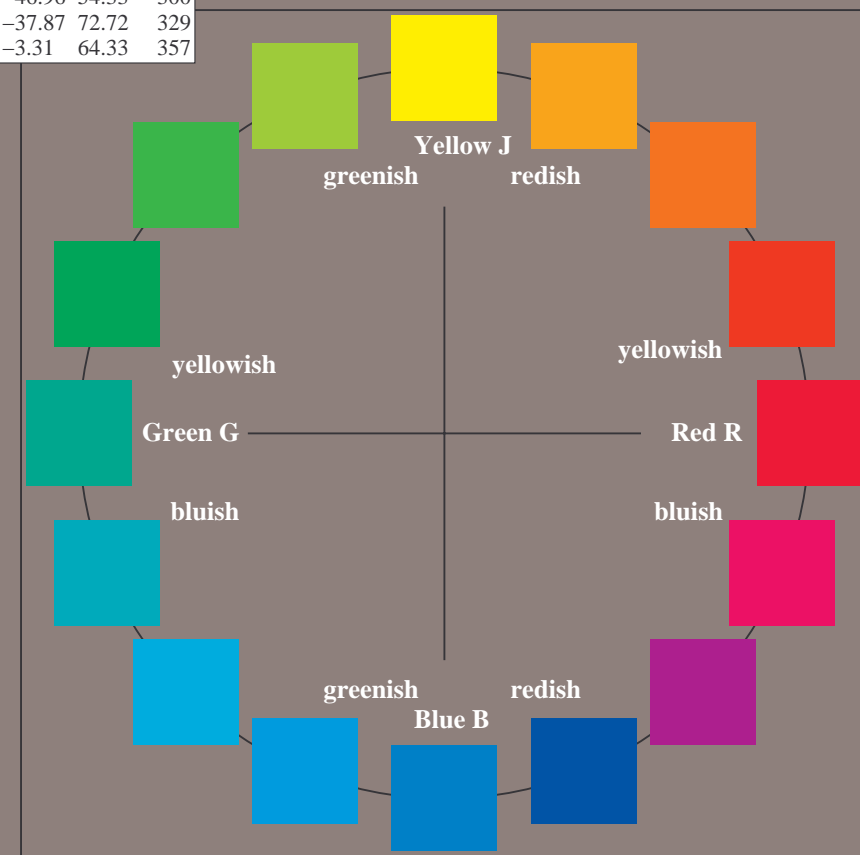 −37.87 72.72 329
−3.31 64.33 357
Yellow J
greenish redish
yellowish yellowish
Green G Red R
bluish bluish
greenish redish
Blue B